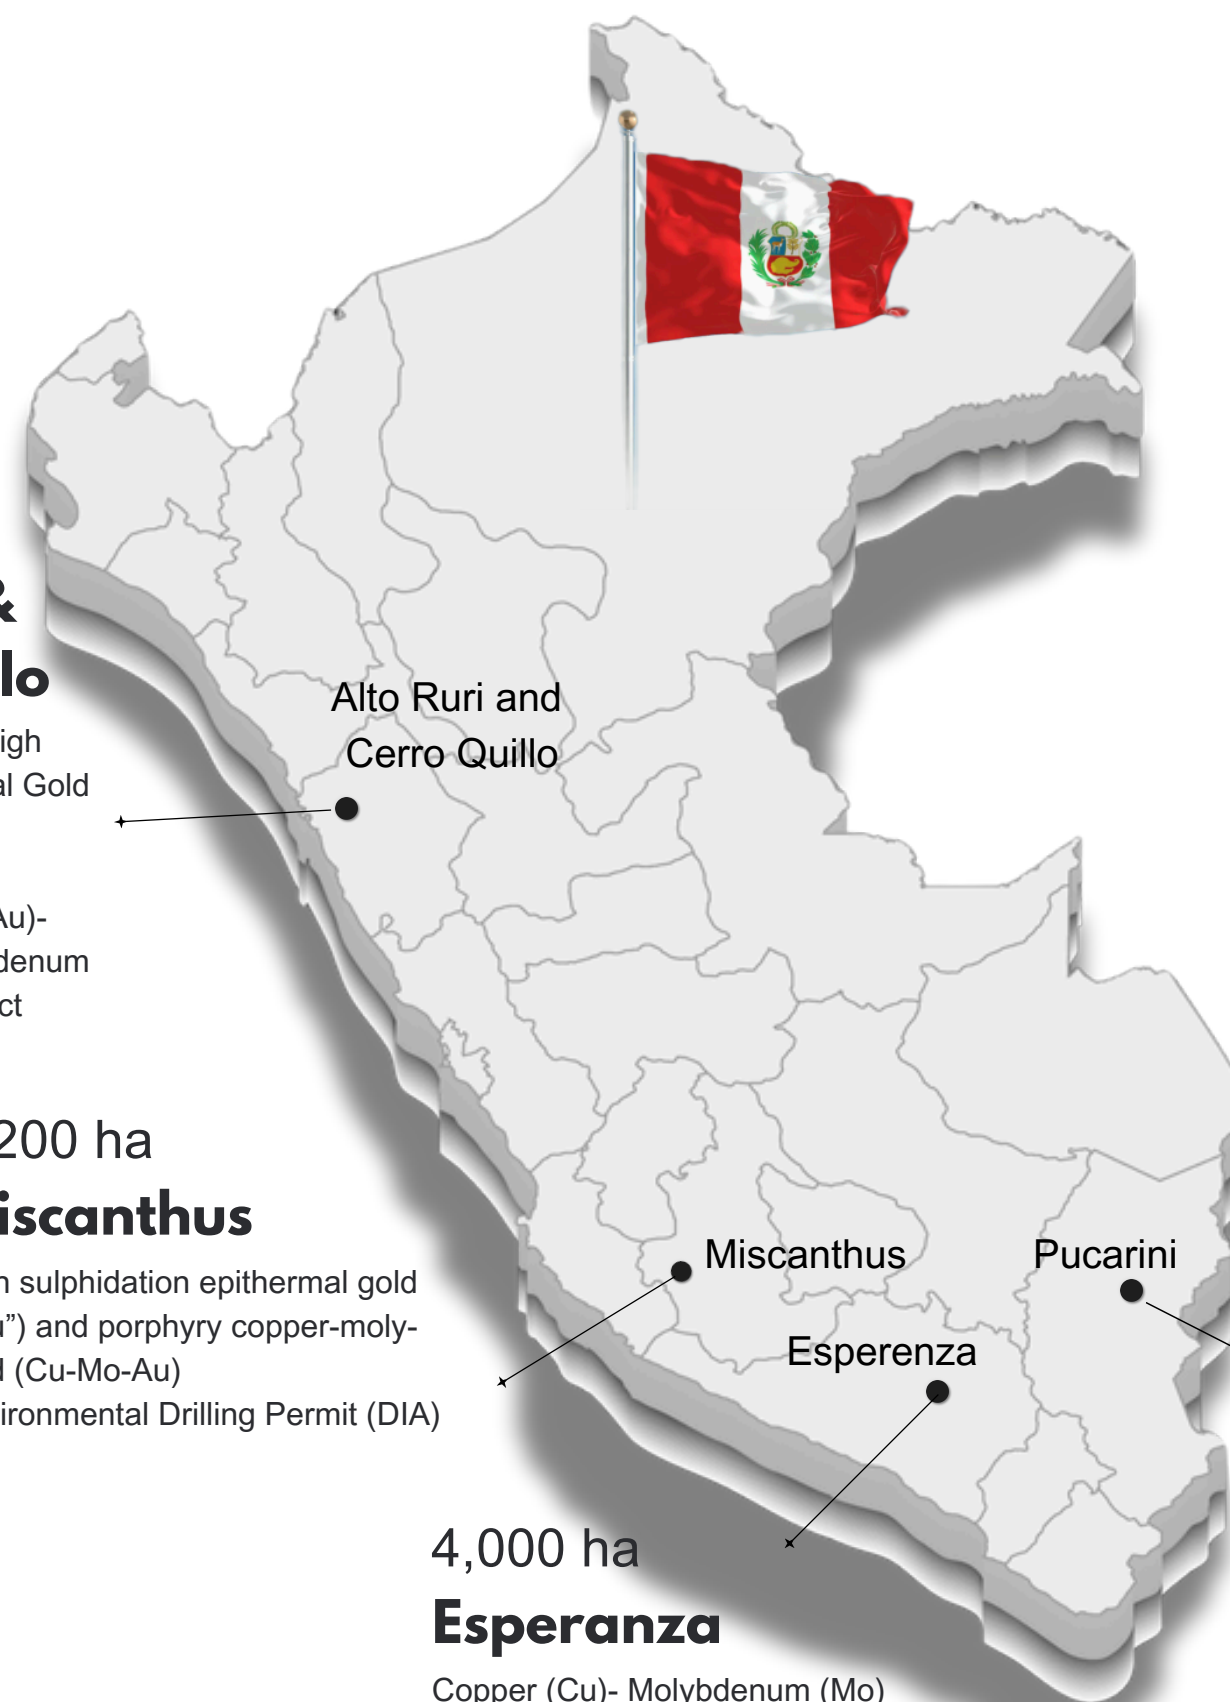 &
lo
igh
al Gold
Au)-
denum
ct
Alto Ruri and
Cerro Quillo
200 ha
iscanthus
n sulphidation epithermal gold
u”) and porphyry copper-moly-
d (Cu-Mo-Au)
vironmental Drilling Permit (DIA)
Miscanthus
Pucarini
Esperenza
4,000 ha
Esperanza
Copper (Cu)- Molybdenum (Mo)